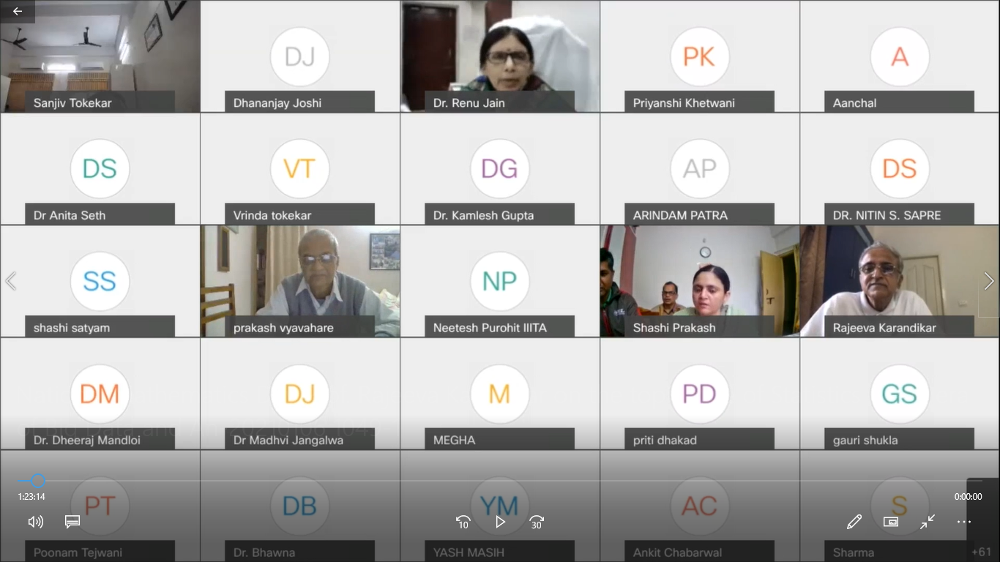 DJ
PK
A
Sanjiv Tokekar
Dhananjay Joshi
Dr. Renu Jain
Priyanshi Khetwani
Aanchal
DS
VT
DG
AP
DS
Dr Anita Seth
Vrinda tokekar
Dr. Kamlesh Gupta
ARINDAM PATRA
DR. NITIN S. SAPRE
SS
NP
shashi satyam
prakash vyavahare
Neetesh Purohit IIITA
Shashi Prakash
Rajeeva Karandikar
DM
DJ
M
PD
GS
Dr. Dheeraj Mandloi
Dr Madhvi Jangalwa
MEGHA
priti dhakad
gauri shukla
1:23:14
0:00:00
PT
DB
YM
AC
S
10
30
Poonam Tejwani
Dr. Bhawna
YASH MASIH
Ankit Chabarwal
Sharma
+61